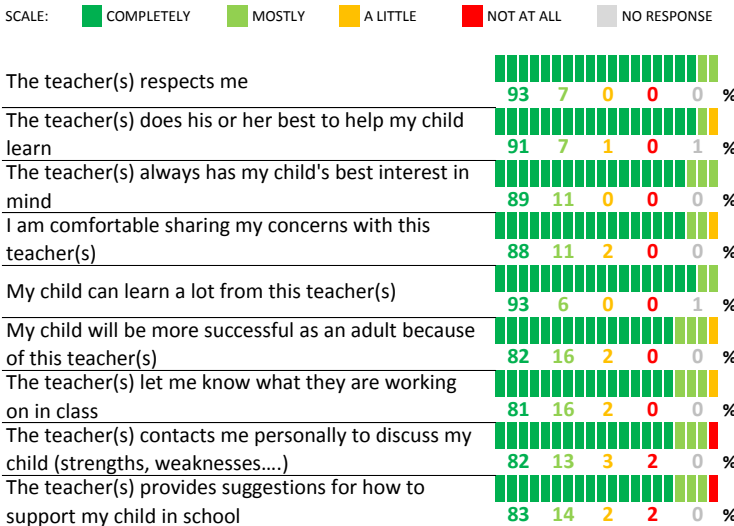 SCALE: COMPLETELY MOSTLY A LITTLE NOT AT ALL NO RESPONSE
The teacher(s) respects me
93 7 0 0 0 %
The teacher(s) does his or her best to help my child
learn
91 7 1 0 1 %
The teacher(s) always has my child's best interest in
mind
89 11 0 0 0 %
I am comfortable sharing my concerns with this
teacher(s)
88 11 2 0 0 %
My child can learn a lot from this teacher(s)
93 6 0 0 1 %
My child will be more successful as an adult because
of this teacher(s)
82 16 2 0 0 %
The teacher(s) let me know what they are working
on in class
81 16 2 0 0 %
The teacher(s) contacts me personally to discuss my
child (strengths, weaknesses....)
82 13 3 2 0 %
The teacher(s) provides suggestions for how to
support my child in school
83 14 2 2 0 %